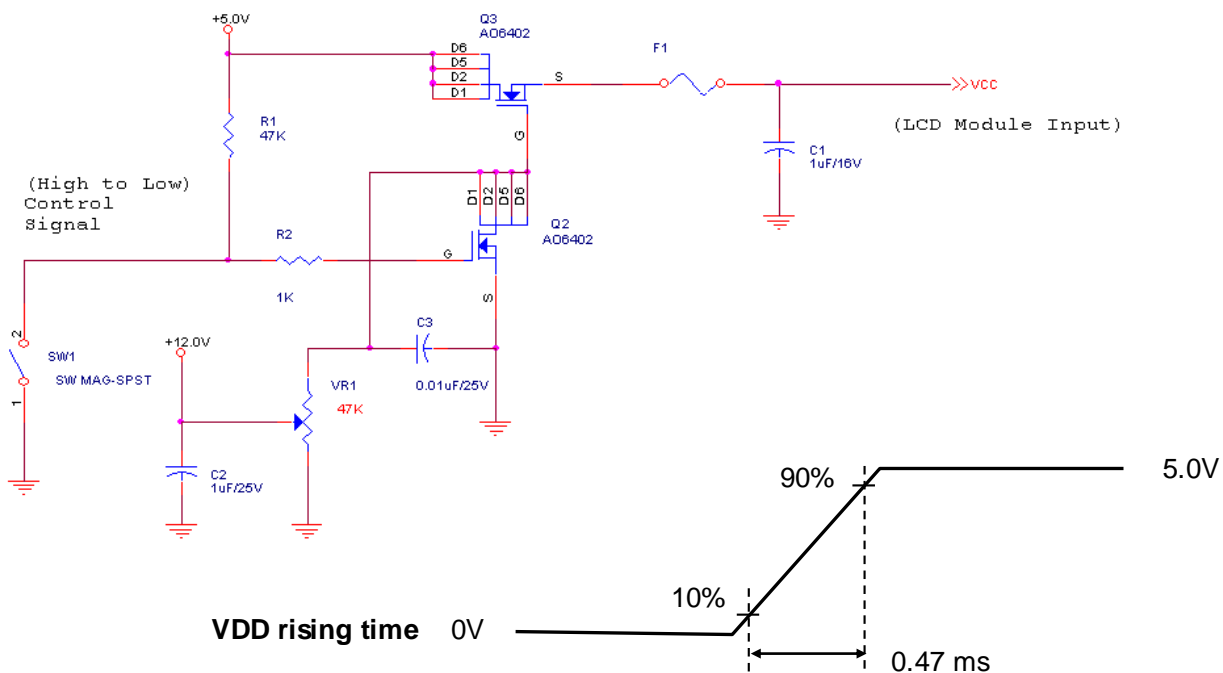 +5.0V
Q3
AO6402
D6
D5
D2
D1
S
G
F1
VCC
(LCD Module Input)
R1
47K
C1
1uF/16V
(High to Low)
Control
Signal
D1
D2
D5
D6
Q2
AO6402
R2
1K
G
S
2
SW1
SW MAG-SPST
1
+12.0V
C3
0.01uF/25V
VR1
47K
C2
1uF/25V
90%
5.0V
10%
VDD rising time 0V
0.47 ms